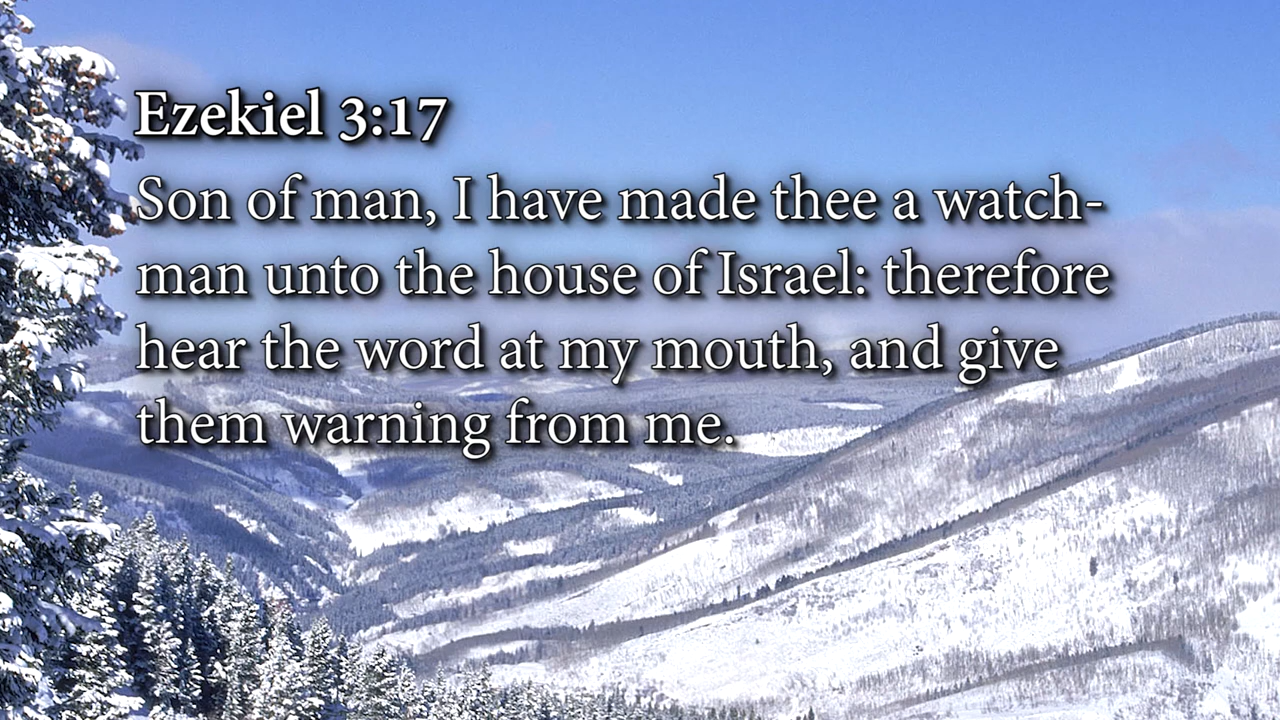 Ezekiel 3:17
Son of man, I have made thee a watch-
man unto the house of Israel: therefore
hear the word at my mouth, and give
them warning from me.